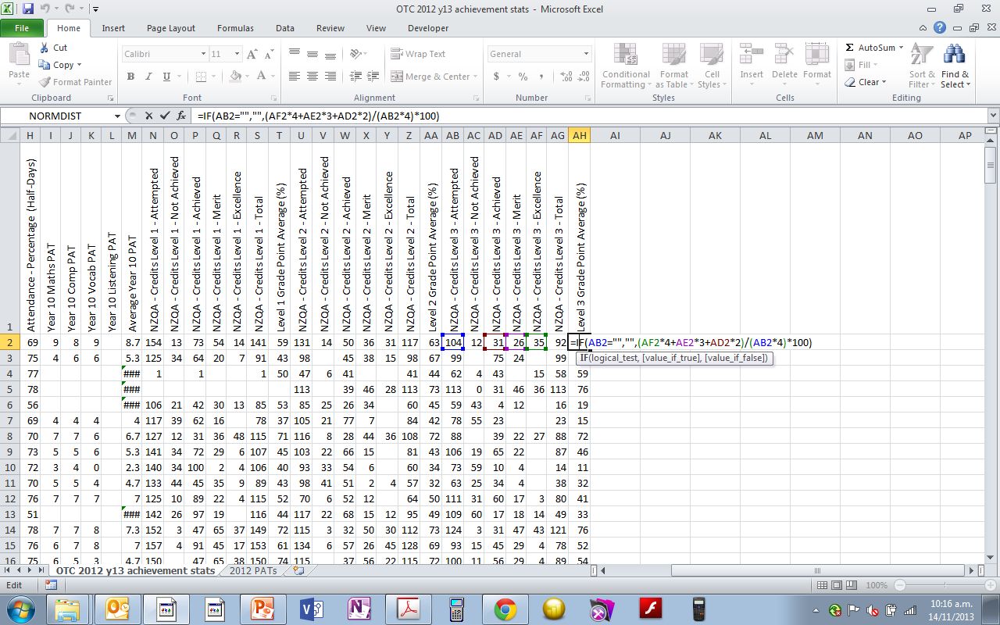 OTC 2012 y13 achievement stats - Microsoft Excel
File Home Insert Page Layout Formulas Data Review View Developer
Cut Calibri 11 Wrap Text General AutoSum
Paste Copy Fill
Format Painter B I U Merge & Center $ % , Conditional Formatting Format as Table Cell Styles Insert Delete Format Clear Sort & Filter Find & Select
Clipboard Font Alignment Number Styles Cells Editing
NORMDIST =IF(AB2="","",(AF2*4+AE2*3+AD2*2)/(AB2*4)*100)
H I J K L M N O P Q R S T U V W X Y Z AA AB AC AD AE AF AG AH AI AJ AK AL AM AN AO AP
1
Attendance - Percentage (Half-Days)
Year 10 Maths PAT
Year 10 Comp PAT
Year 10 Vocab PAT
Year 10 Listening PAT
Average Year 10 PAT
NZQA - Credits Level 1 - Attempted
NZQA - Credits Level 1 - Not Achieved
NZQA - Credits Level 1 - Achieved
NZQA - Credits Level 1 - Merit
NZQA - Credits Level 1 - Excellence
NZQA - Credits Level 1 - Total
Level 1 Grade Point Average (%)
NZQA - Credits Level 2 - Attempted
NZQA - Credits Level 2 - Not Achieved
NZQA - Credits Level 2 - Achieved
NZQA - Credits Level 2 - Merit
NZQA - Credits Level 2 - Excellence
NZQA - Credits Level 2 - Total
Level 2 Grade Point Average (%)
NZQA - Credits Level 3 - Attempted
NZQA - Credits Level 3 - Not Achieved
NZQA - Credits Level 3 - Achieved
NZQA - Credits Level 3 - Merit
NZQA - Credits Level 3 - Excellence
NZQA - Credits Level 3 - Total
Level 3 Grade Point Average (%)
2 69 9 8 9 8.7 154 13 73 54 14 141 59 131 14 50 36 31 117 63 104 12 31 26 35 92 =IF(AB2="","",(AF2*4+AE2*3+AD2*2)/(AB2*4)*100)
3 75 4 6 6 5.3 125 34 64 20 7 91 43 98 45 38 15 98 67 99 75 24 99
IF(logical_test, [value_if_true], [value_if_false])
4 77 ### 1 1 1 50 47 6 41 41 44 62 4 43 15 58 59
5 78 ### 113 39 46 28 113 73 113 0 31 46 36 113 76
6 56 ### 106 21 42 30 13 85 53 85 25 26 34 60 45 59 43 4 12 16 19
7 69 4 4 4 4 117 39 62 16 78 37 105 21 77 7 84 42 78 55 23 23 15
8 70 7 7 6 6.7 127 12 31 36 48 115 71 116 8 28 44 36 108 72 88 39 22 27 88 72
9 73 5 5 6 5.3 141 34 72 29 6 107 45 103 22 66 15 81 43 106 19 65 22 87 46
10 72 3 4 0 2.3 140 34 100 2 4 106 40 93 33 54 6 60 34 73 59 10 4 14 11
11 70 5 5 4 4.7 133 44 45 35 9 89 43 98 41 51 2 4 57 32 63 25 34 4 38 32
12 76 7 7 7 7 125 10 89 22 4 115 52 70 6 52 12 64 50 111 31 60 17 3 80 41
13 51 ### 142 26 97 19 116 44 117 22 68 15 12 95 49 109 60 17 18 14 49 33
14 78 7 7 8 7.3 152 3 47 65 37 149 72 115 3 32 50 30 112 73 124 3 31 47 43 121 76
15 76 6 7 8 7 157 4 91 45 17 153 61 134 6 57 26 45 128 69 93 15 45 29 4 78 52
16 75 6 5 3 4.7 150 47 65 38 150 74 115 37 56 22 115 72 100 11 56 29 4 89 54
OTC 2012 y13 achievement stats 2012 PATs
Edit 100%
10:16 a.m.
14/11/2013